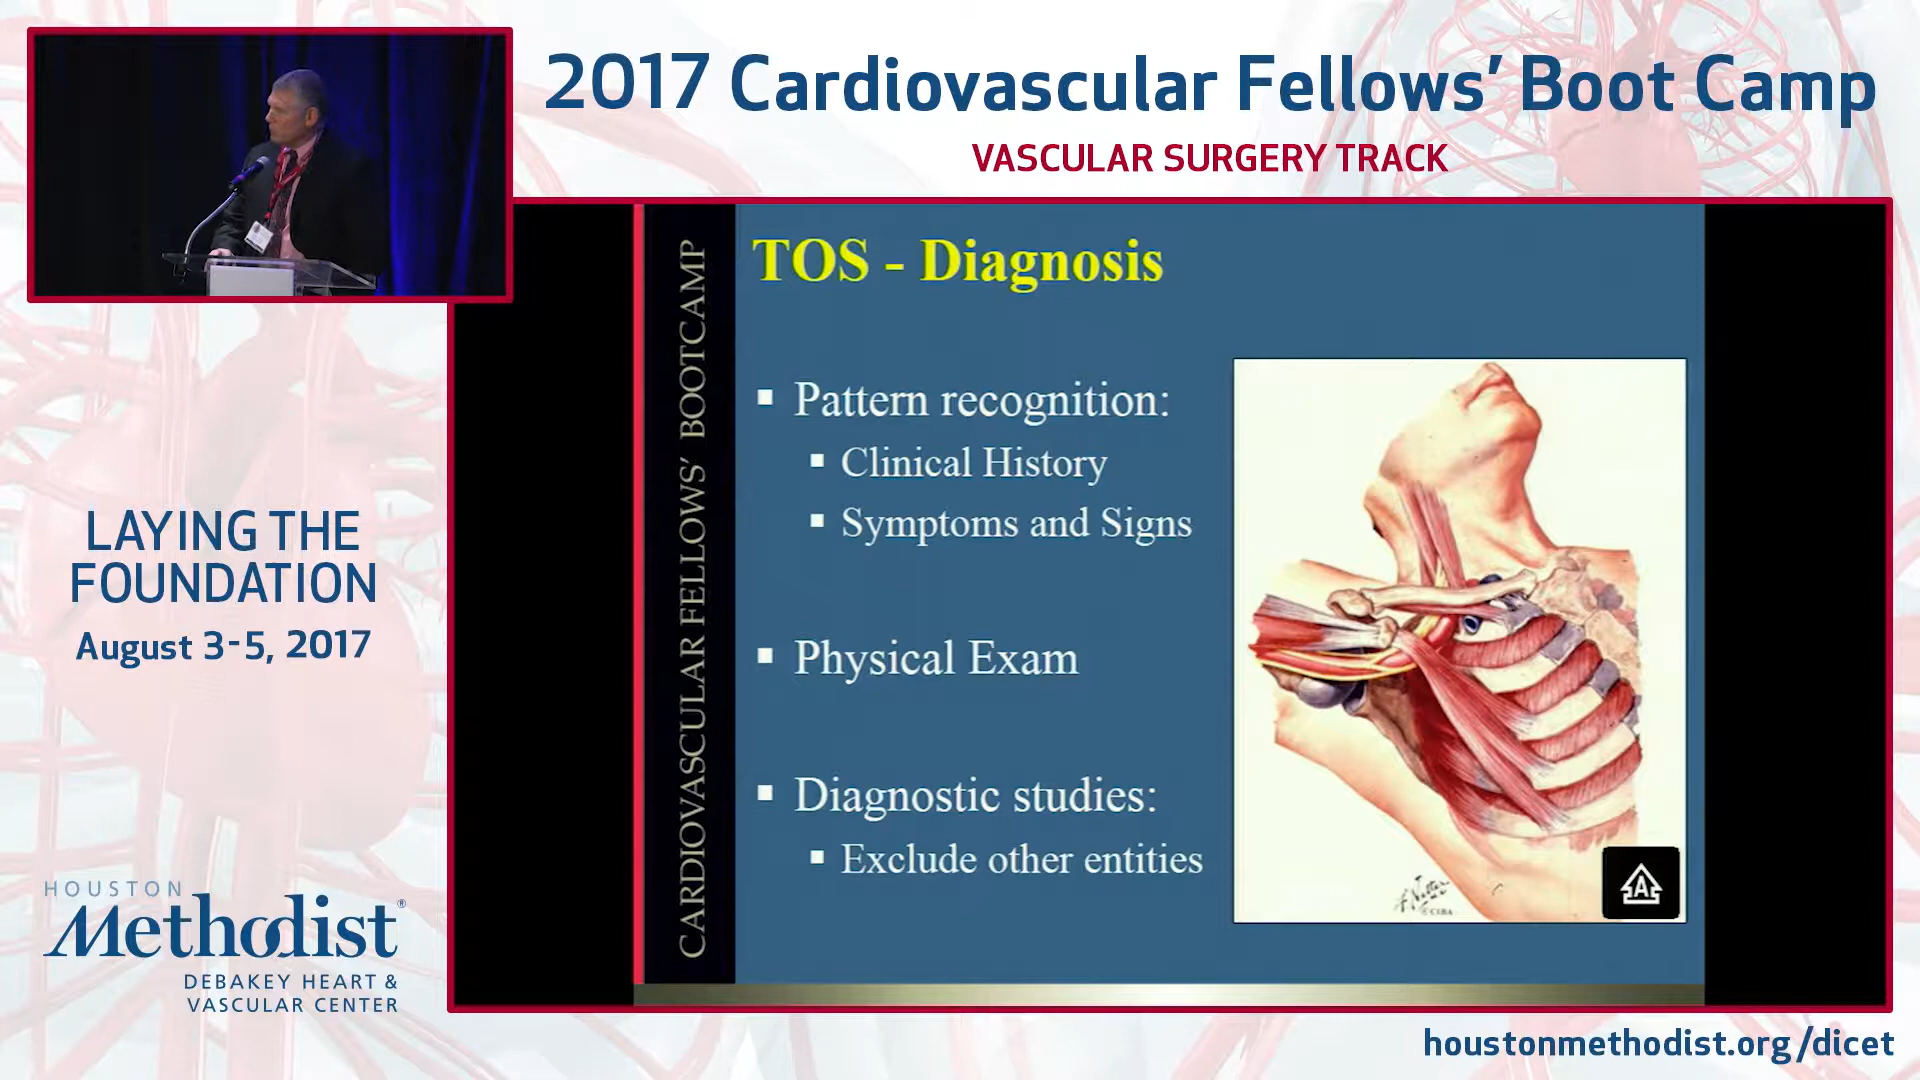 2017 Cardiovascular Fellows' Boot Camp
VASCULAR SURGERY TRACK
CARDIOVASCULAR FELLOWS' BOOTCAMP
TOS - Diagnosis
▪ Pattern recognition:
▪ Clinical History
▪ Symptoms and Signs
▪ Physical Exam
▪ Diagnostic studies:
▪ Exclude other entities
A
LAYING THE
FOUNDATION
August 3-5, 2017
HOUSTON
Methodist®
DEBAKEY HEART &
VASCULAR CENTER
houstonmethodist.org/dicet